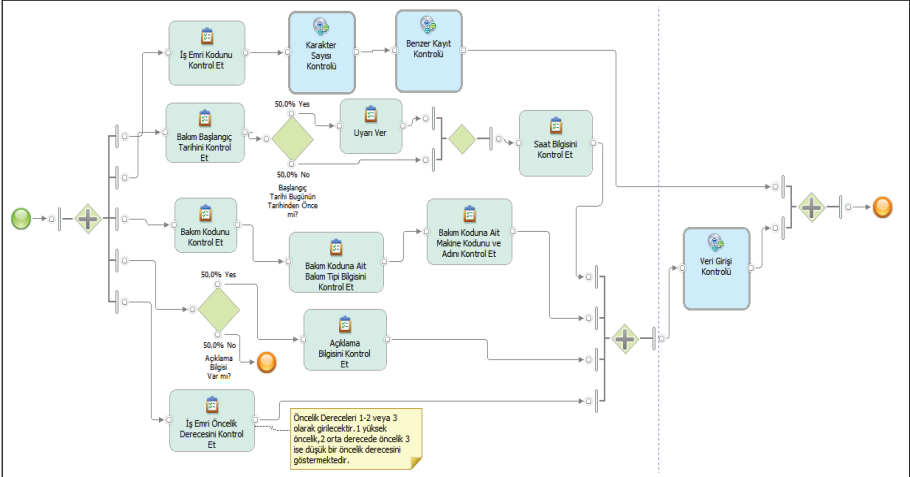 İş Emri Kodunu
Kontrol Et
Karakter
Sayısı
Kontrolü
Benzer Kayıt
Kontrolü
Bakım Başlangıç
Tarihini Kontrol
Et
50,0% Yes
50,0% No
Başlangıç
Tarihi Bugünün
Tarihinden Önce
mi?
Uyarı Ver
Saat Bilgisini
Kontrol Et
Bakım Kodunu
Kontrol Et
Bakım Koduna Ait
Bakım Tipi Bilgisini
Kontrol Et
Bakım Koduna Ait
Makine Kodunu ve
Adını Kontrol Et
Veri Girişi
Kontrolü
50,0% Yes
50,0% No
Açıklama
Bilgisi
Var mı?
Açıklama
Bilgisini Kontrol
Et
İş Emri Öncelik
Derecesini Kontrol
Et
Öncelik Dereceleri 1-2 veya 3
olarak girilecektir.1 yüksek
öncelik,2 orta derecede öncelik 3
ise düşük bir öncelik derecesini
göstermektedir.